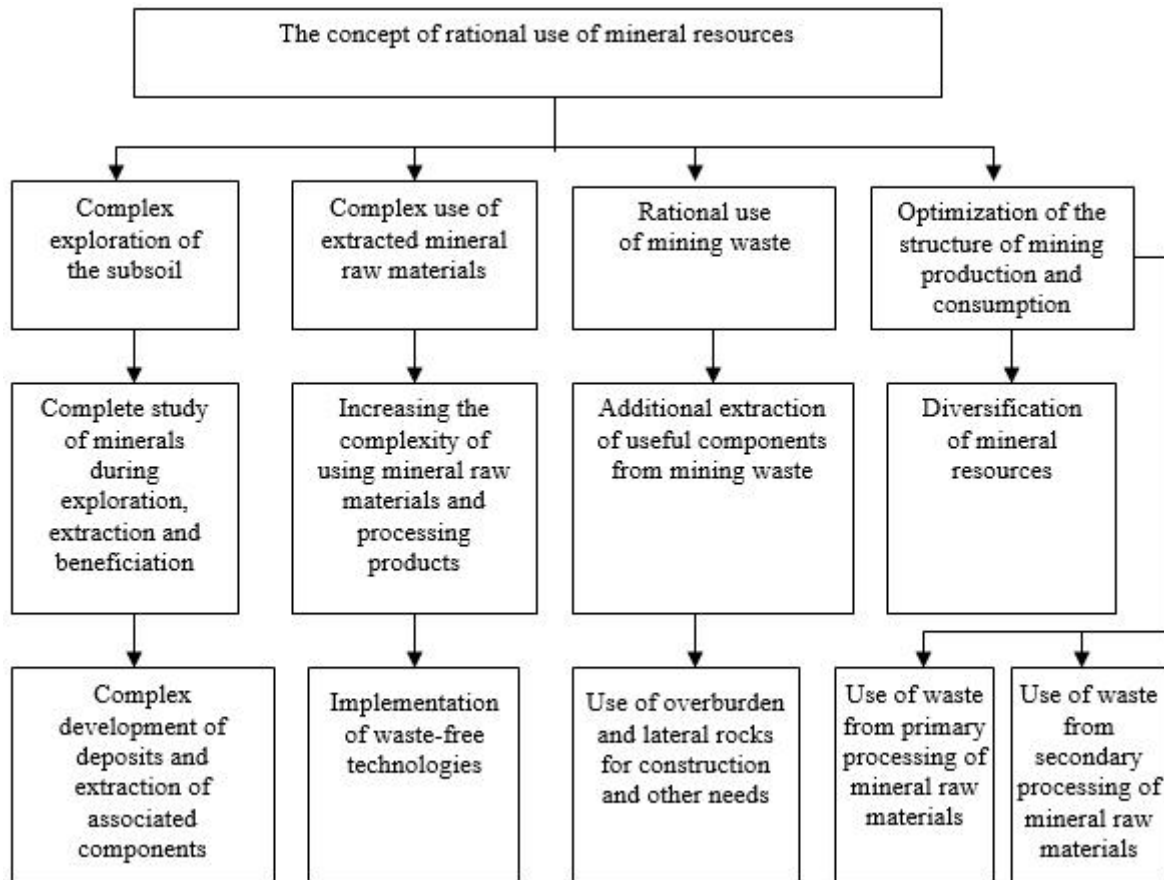 The concept of rational use of mineral resources
Complex
exploration of
the subsoil
Complex use of
extracted mineral
raw materials
Rational use
of mining waste
Optimization of the
structure of mining
production and
consumption
Complete study
of minerals
during
exploration,
extraction and
beneficiation
Increasing the
complexity of
using mineral raw
materials and
processing
products
Additional extraction
of useful components
from mining waste
Diversification
of mineral
resources
Complex
development of
deposits and
extraction of
associated
components
Implementation
of waste-free
technologies
Use of overburden
and lateral rocks
for construction
and other needs
Use of waste
from primary
processing of
mineral raw
materials
Use of waste
from
secondary
processing of
mineral raw
materials